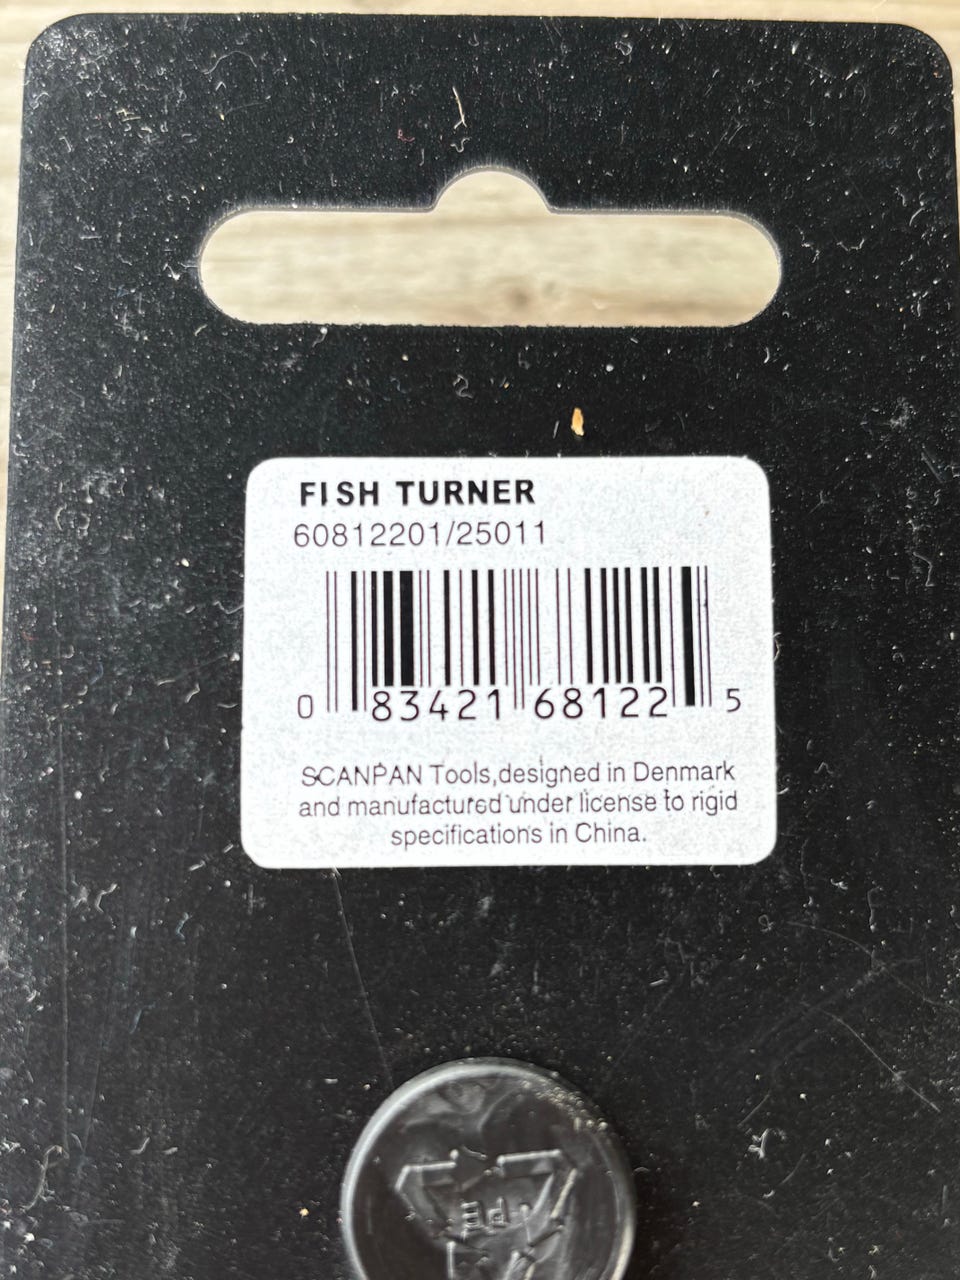 FISH TURNER
60812201/25011
0 83421 68122 5
SCANPAN Tools,designed in Denmark
and manufactured under license to rigid
specifications in China.